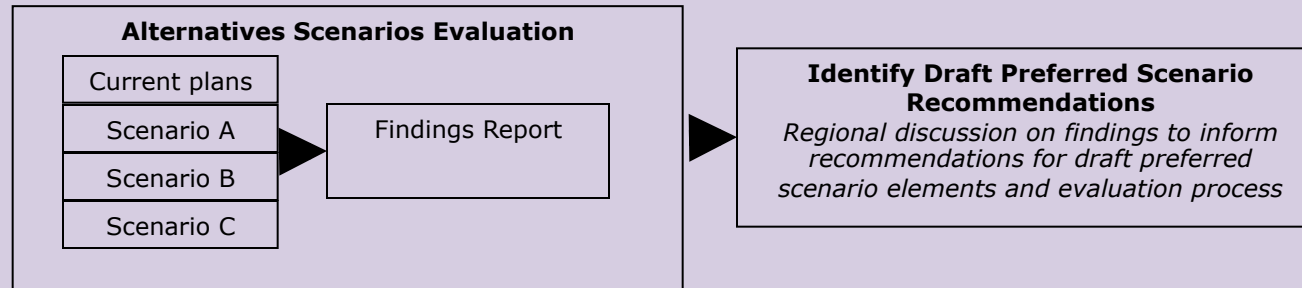 Alternatives Scenarios Evaluation
Current plans
Scenario A
Scenario B
Scenario C
Findings Report
Identify Draft Preferred Scenario
Recommendations
Regional discussion on findings to inform
recommendations for draft preferred
scenario elements and evaluation process